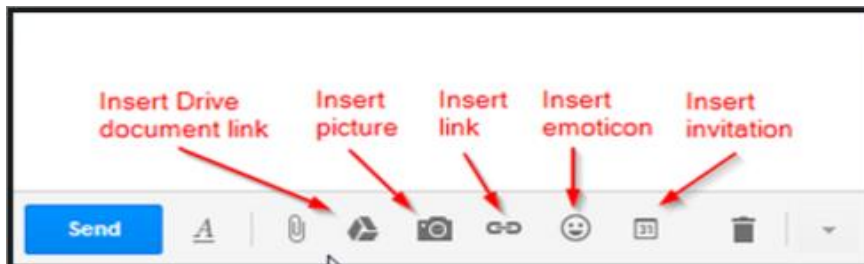 Insert Drive
document link
Insert
picture
Insert
link
Insert
emoticon
Insert
invitation
Send
A
31